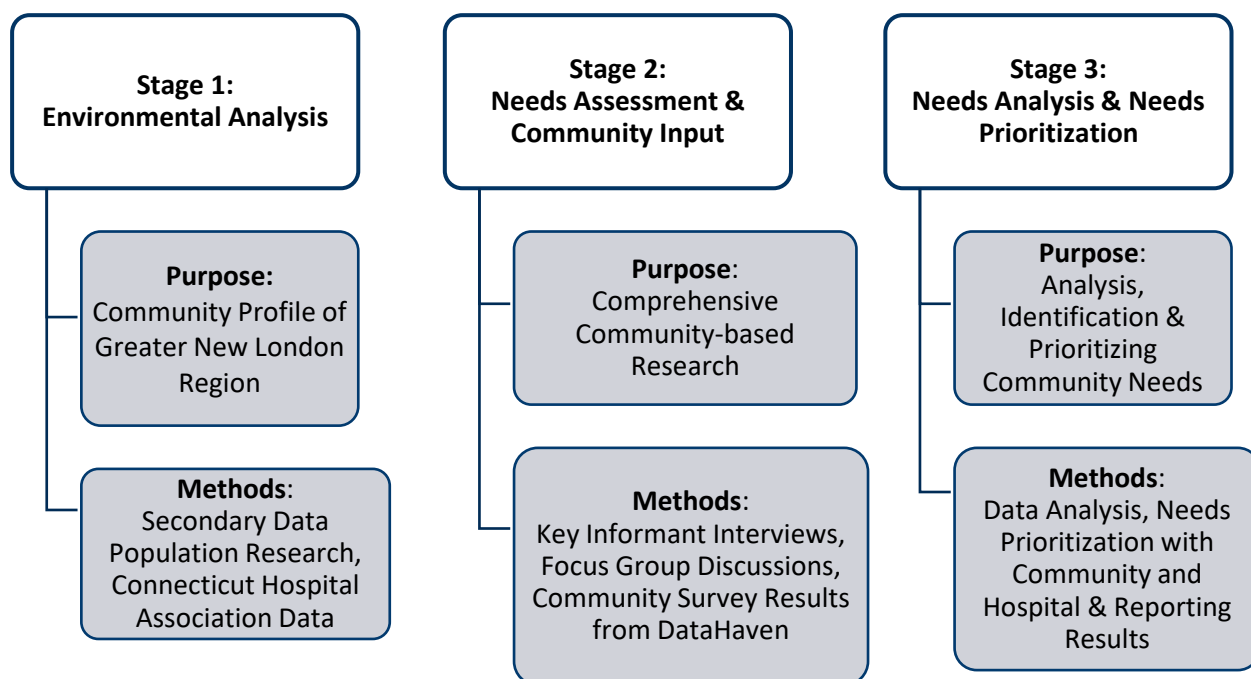 Stage 1:
Environmental Analysis
Purpose:
Community Profile of
Greater New London
Region
Methods:
Secondary Data
Population Research,
Connecticut Hospital
Association Data
Stage 2:
Needs Assessment &
Community Input
Purpose:
Comprehensive
Community-based
Research
Methods:
Key Informant Interviews,
Focus Group Discussions,
Community Survey Results
from DataHaven
Stage 3:
Needs Analysis & Needs
Prioritization
Purpose:
Analysis,
Identification &
Prioritizing
Community Needs
Methods:
Data Analysis, Needs
Prioritization with
Community and
Hospital & Reporting
Results